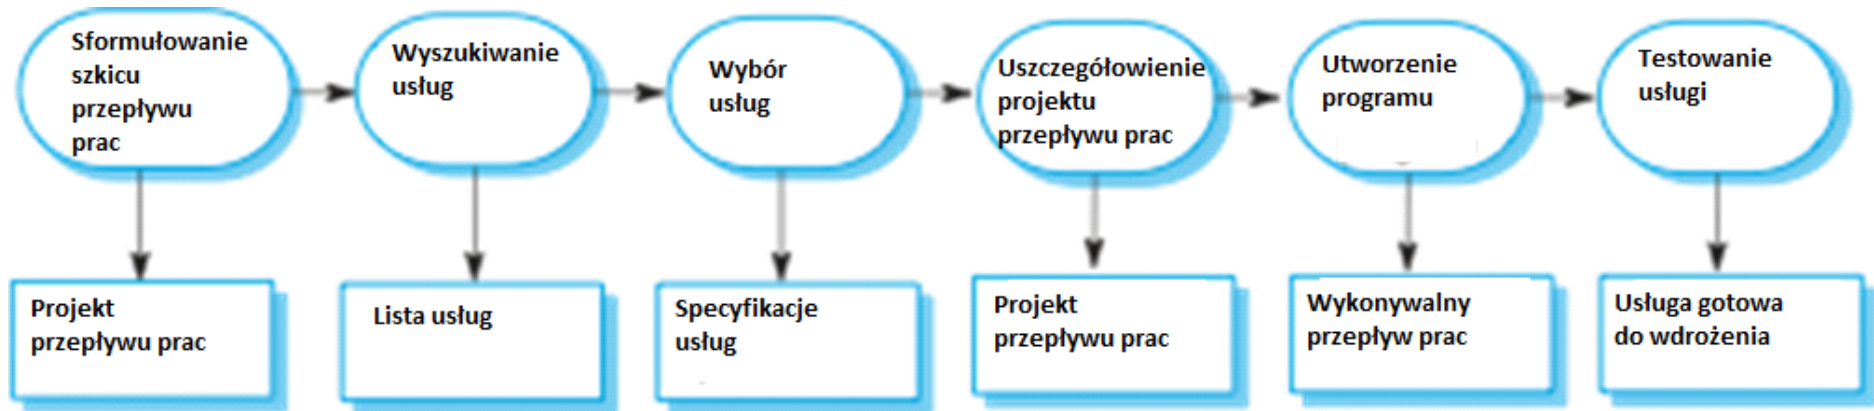 Sformułowanie
szkicu
przepływu
prac
Wyszukiwanie
usług
Wybór
usług
Uszczegółowienie
projektu
przepływu prac
Utworzenie
programu
Testowanie
usługi
Projekt
przepływu prac
Lista usług
Specyfikacje
usług
Projekt
przepływu prac
Wykonywalny
przepływ prac
Usługa gotowa
do wdrożenia